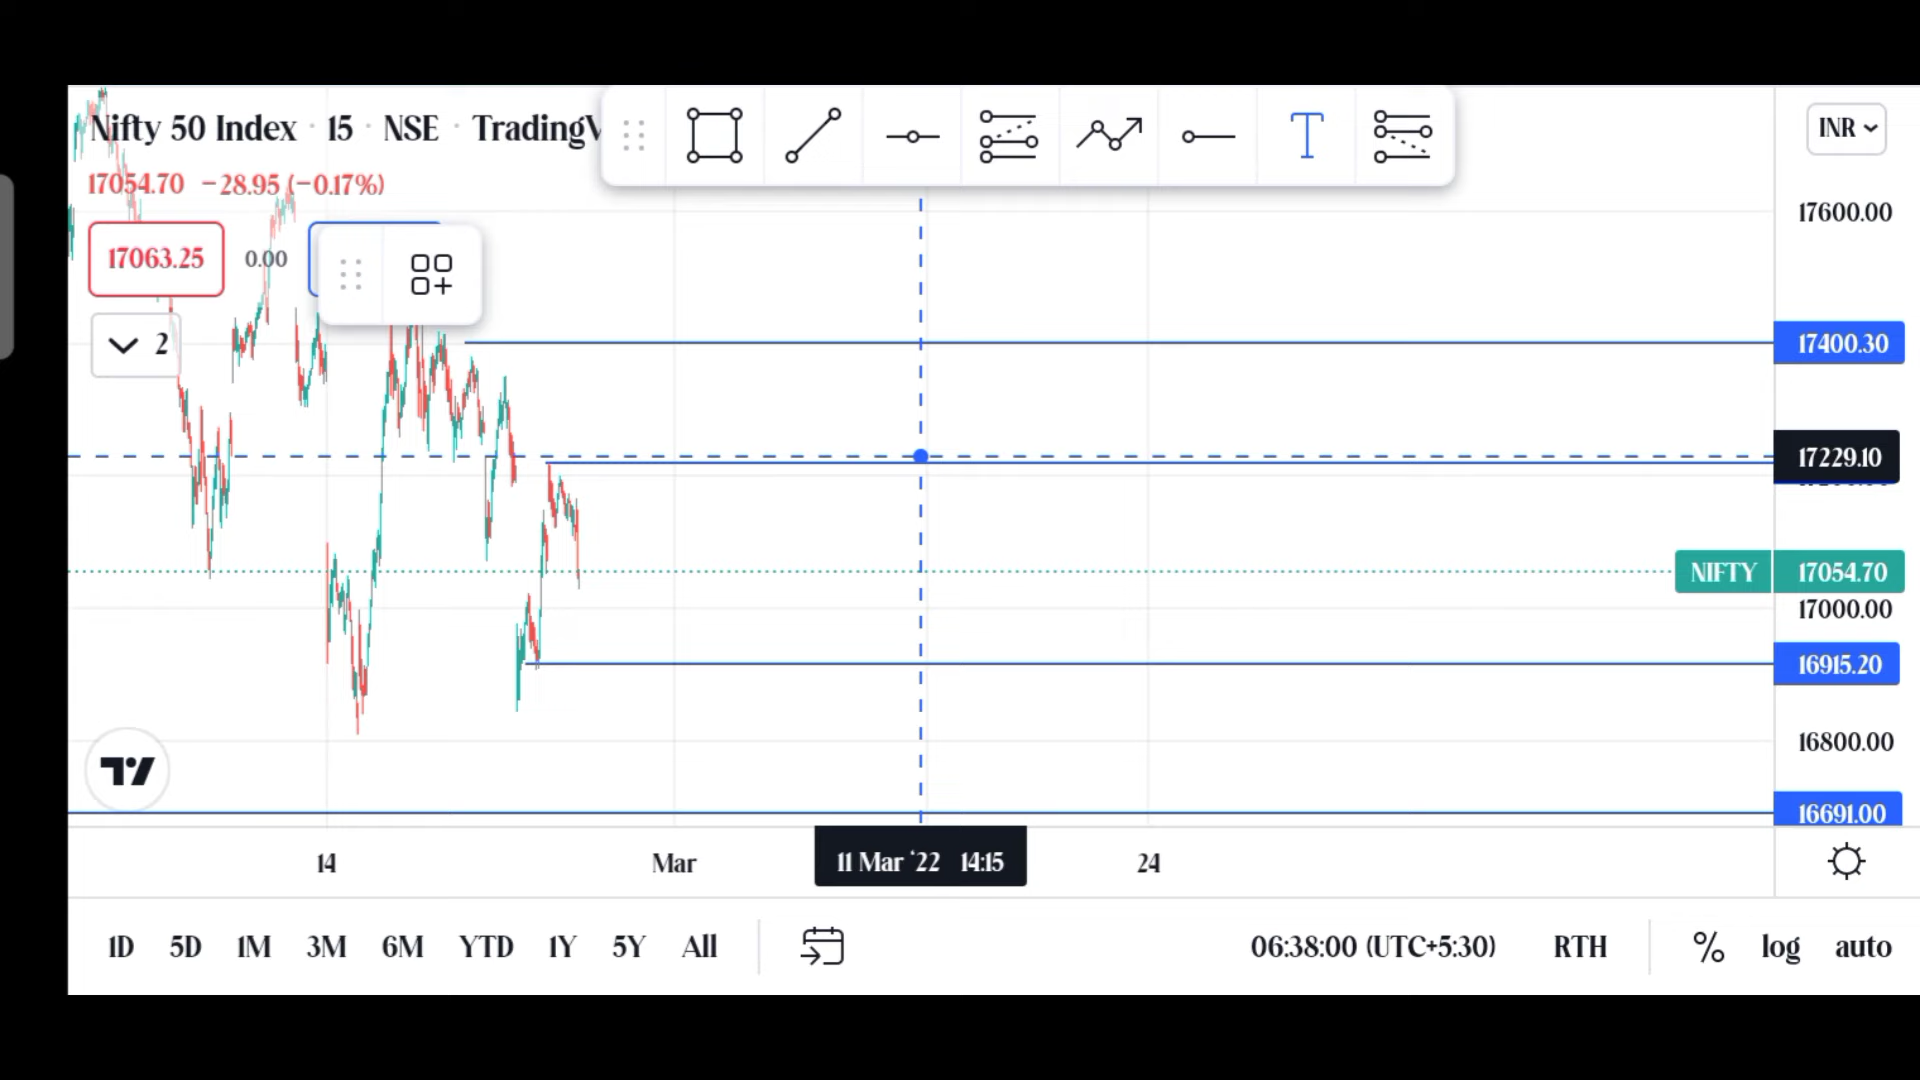 Nifty 50 Index · 15 · NSE · Trading
INR
17054.70 −28.95 (−0.17%)
17600.00
17063.25 0.00
2
17400.30
17229.10
NIFTY 17054.70
17000.00
16915.20
16800.00
16691.00
14 Mar 11 Mar '22 14:15 24
1D 5D 1M 3M 6M YTD 1Y 5Y All 06:38:00 (UTC+5:30) RTH % log auto